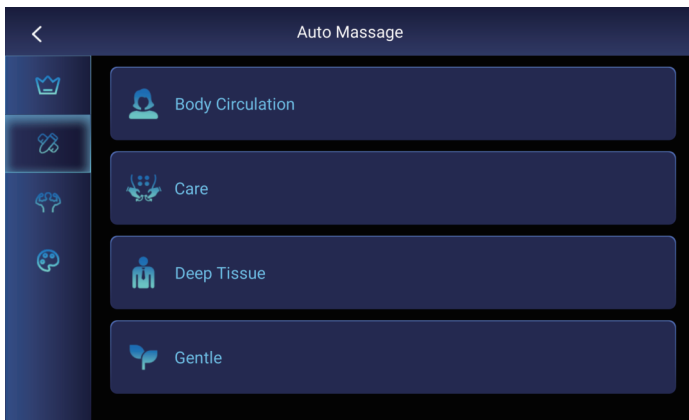 Auto Massage
Body Circulation
Care
Deep Tissue
Gentle